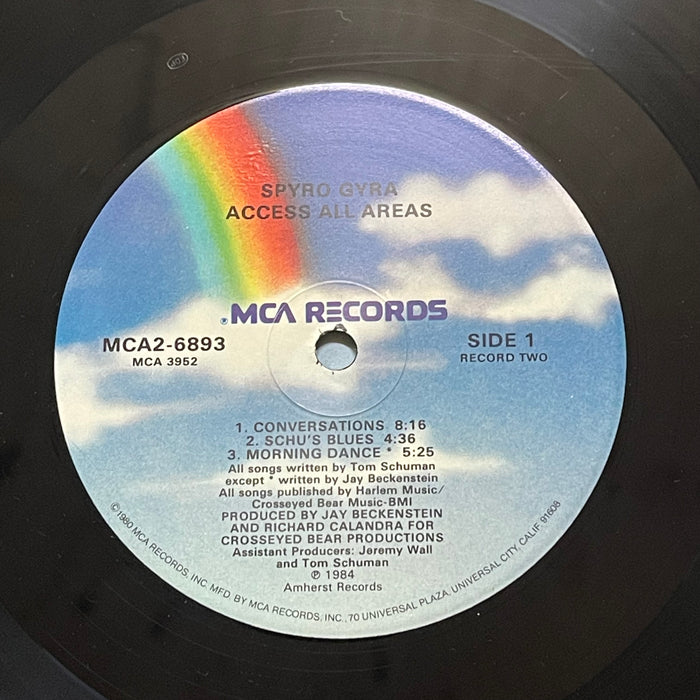 SPYRO GYRA
ACCESS ALL AREAS
MCA RECORDS
MCA2-6893
MCA 3952
SIDE 1
RECORD TWO
1. CONVERSATIONS 8:16
2. SCHU'S BLUES 4:36
3. MORNING DANCE * 5:25
All songs written by Tom Schuman
except * written by Jay Beckenstein
All songs published by Harlem Music/
Crosseyed Bear Music-BMI
PRODUCED BY JAY BECKENSTEIN
AND RICHARD CALANDRA FOR
CROSSEYED BEAR PRODUCTIONS
Assistant Producers: Jeremy Wall
and Tom Schuman
℗ 1984
Amherst Records
© 1980 MCA RECORDS, INC. MFD. BY MCA RECORDS, INC., 70 UNIVERSAL PLAZA, UNIVERSAL CITY, CALIF. 91608